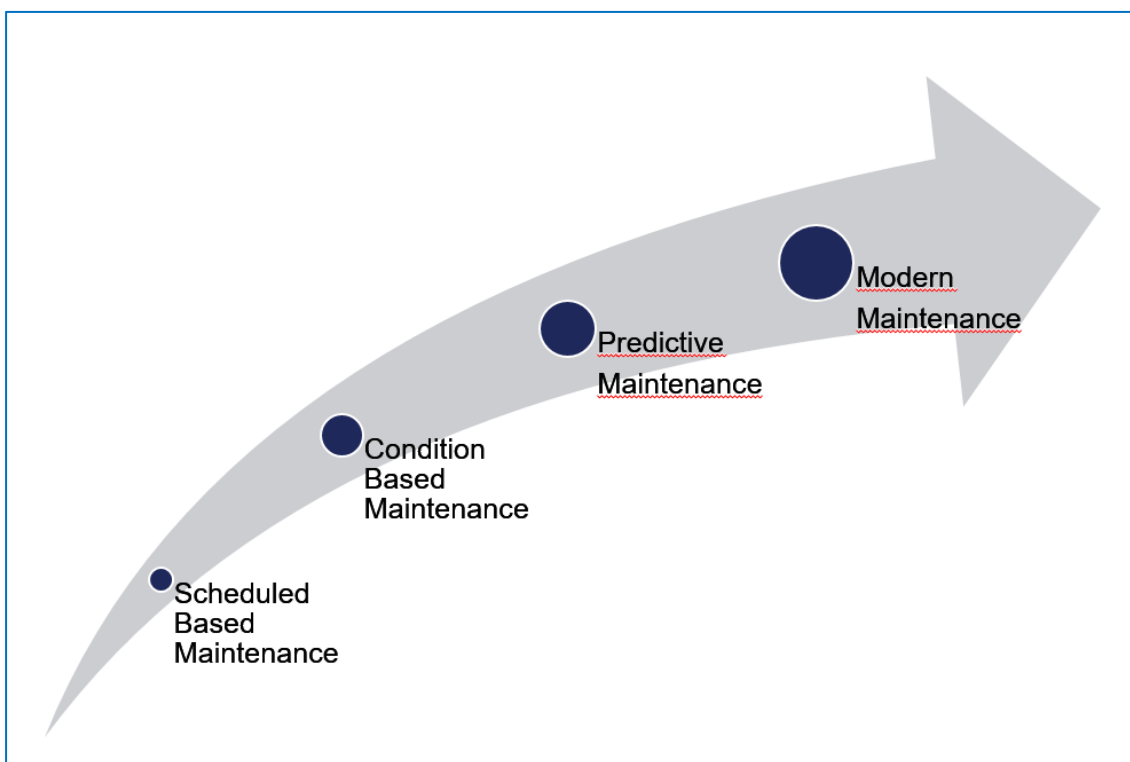 Modern
Maintenance
Predictive
Maintenance
Condition
Based
Maintenance
Scheduled
Based
Maintenance